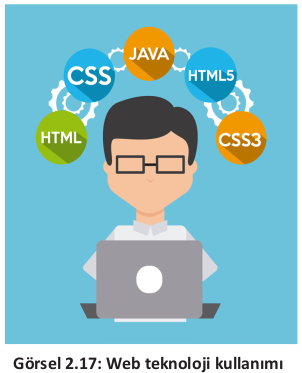 HTML
CSS
JAVA
HTML5
CSS3
Görsel 2.17: Web teknoloji kullanımı